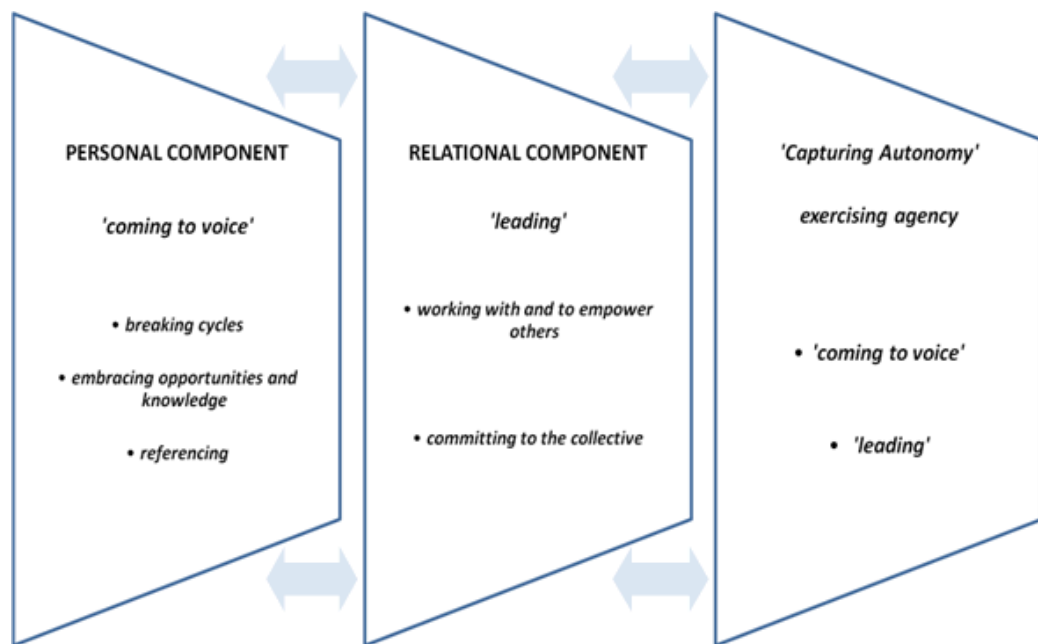 PERSONAL COMPONENT
'coming to voice'
• breaking cycles
• embracing opportunities and
knowledge
• referencing
RELATIONAL COMPONENT
'leading'
• working with and to empower
others
• committing to the collective
'Capturing Autonomy'
exercising agency
• 'coming to voice'
• 'leading'